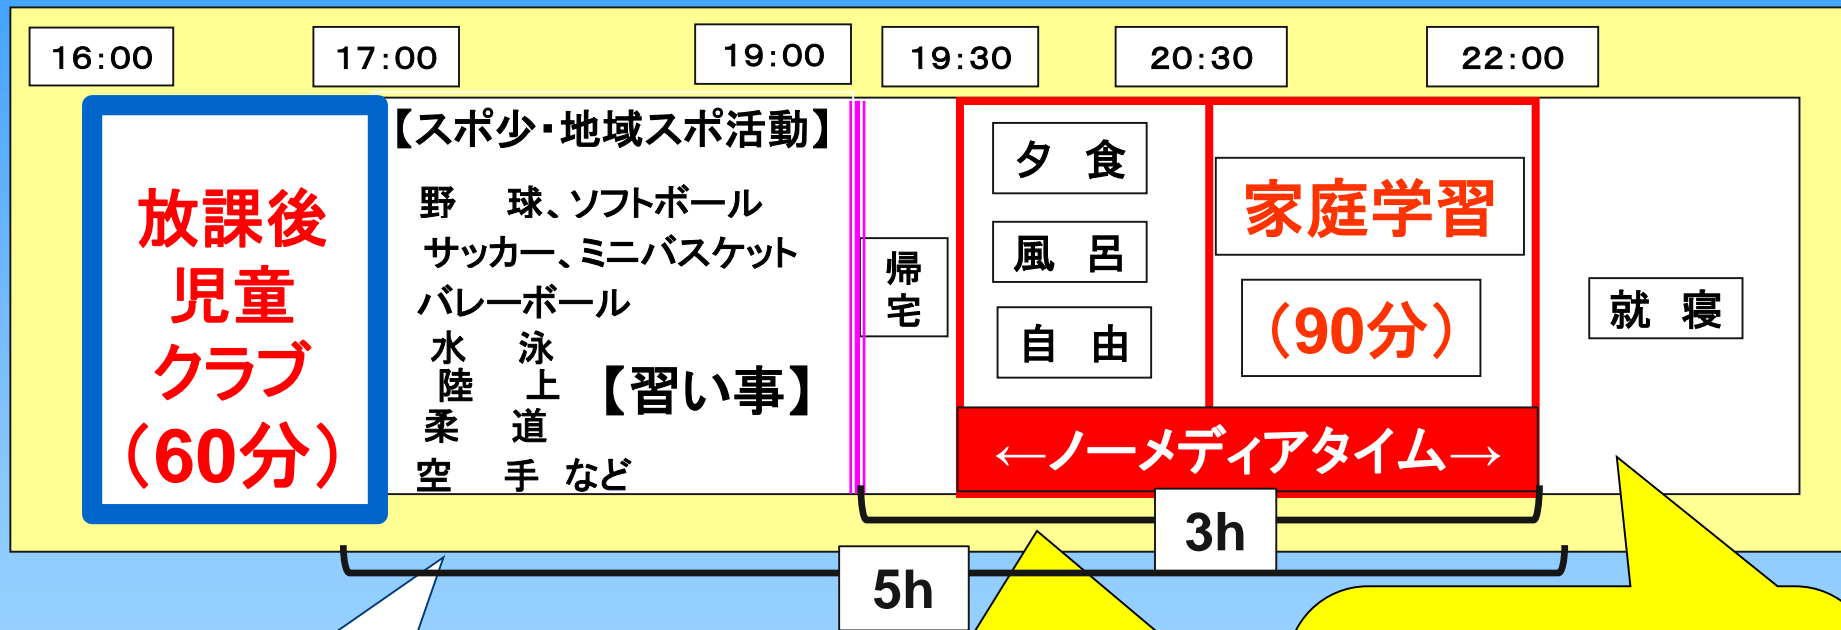 16:00 17:00 19:00 19:30 20:30 22:00
放課後
児童
クラブ
（60分）
【スポ少・地域スポ活動】
野　球、ソフトボール
サッカー、ミニバスケット
バレーボール
水　泳
陸　上
柔　道
空　手 など
【習い事】
帰
宅
夕　食
風　呂
自　由
家庭学習
（90分）
←ノーメディアタイム→
就　寝
3h
5h